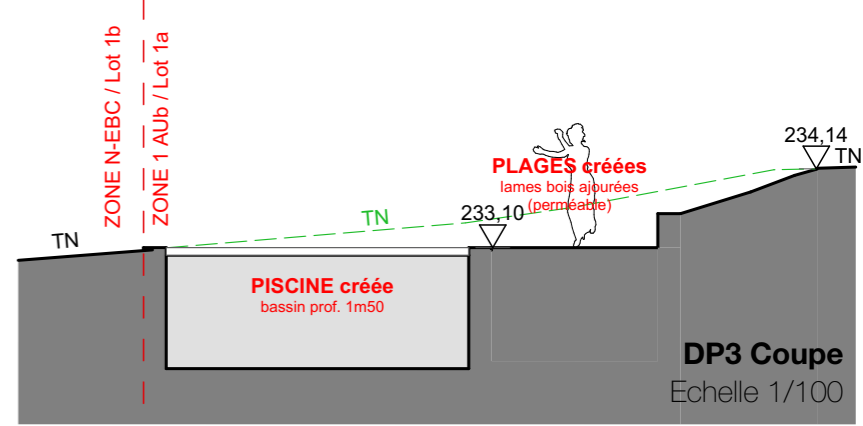 ZONE N-EBC / Lot 1b
ZONE 1 AUb / Lot 1a
234,14
TN
PLAGES créées
lames bois ajourées
(perméable)
233,10
TN
TN
PISCINE créée
bassin prof. 1m50
DP3 Coupe
Echelle 1/100